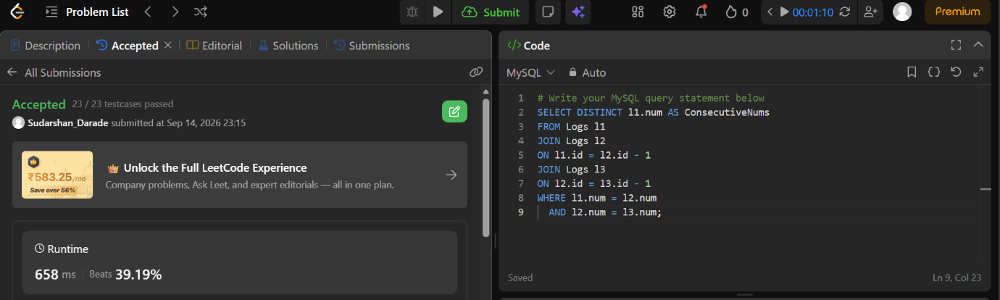 Problem List
Submit
0
00:01:10
Premium
Description
Accepted
Editorial
Solutions
Submissions
All Submissions
Accepted 23 / 23 testcases passed
Sudarshan_Darade submitted at Sep 14, 2026 23:15
₹583.25/mo
Save over 56%
Unlock the Full LeetCode Experience
Company problems, Ask Leet, and expert editorials — all in one plan.
Runtime
658 ms Beats 39.19%
</> Code
MySQL Auto
1 # Write your MySQL query statement below
2 SELECT DISTINCT l1.num AS ConsecutiveNums
3 FROM Logs l1
4 JOIN Logs l2
5 ON l1.id = l2.id - 1
6 JOIN Logs l3
7 ON l2.id = l3.id - 1
8 WHERE l1.num = l2.num
9 AND l2.num = l3.num;
Saved
Ln 9, Col 23